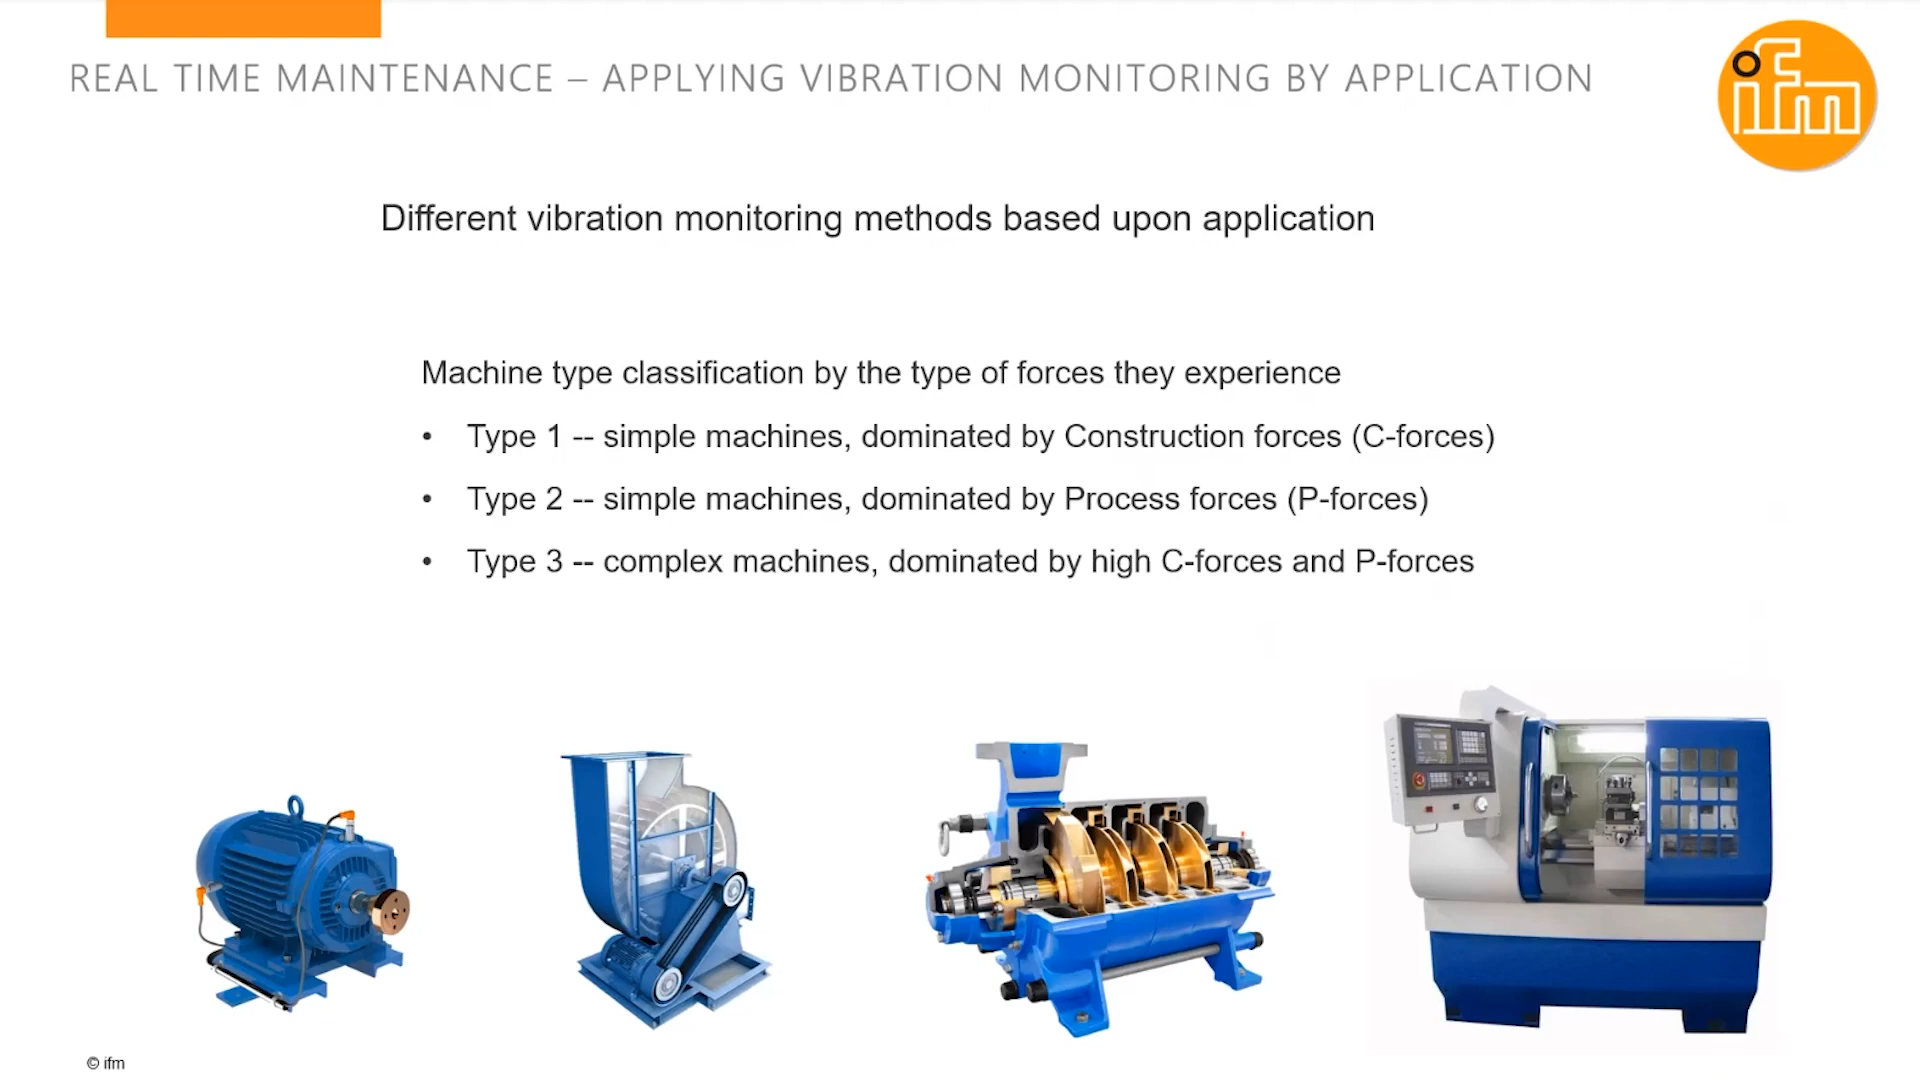 REAL TIME MAINTENANCE – APPLYING VIBRATION MONITORING BY APPLICATION
ifm
Different vibration monitoring methods based upon application
Machine type classification by the type of forces they experience
• Type 1 -- simple machines, dominated by Construction forces (C-forces)
• Type 2 -- simple machines, dominated by Process forces (P-forces)
• Type 3 -- complex machines, dominated by high C-forces and P-forces
© ifm